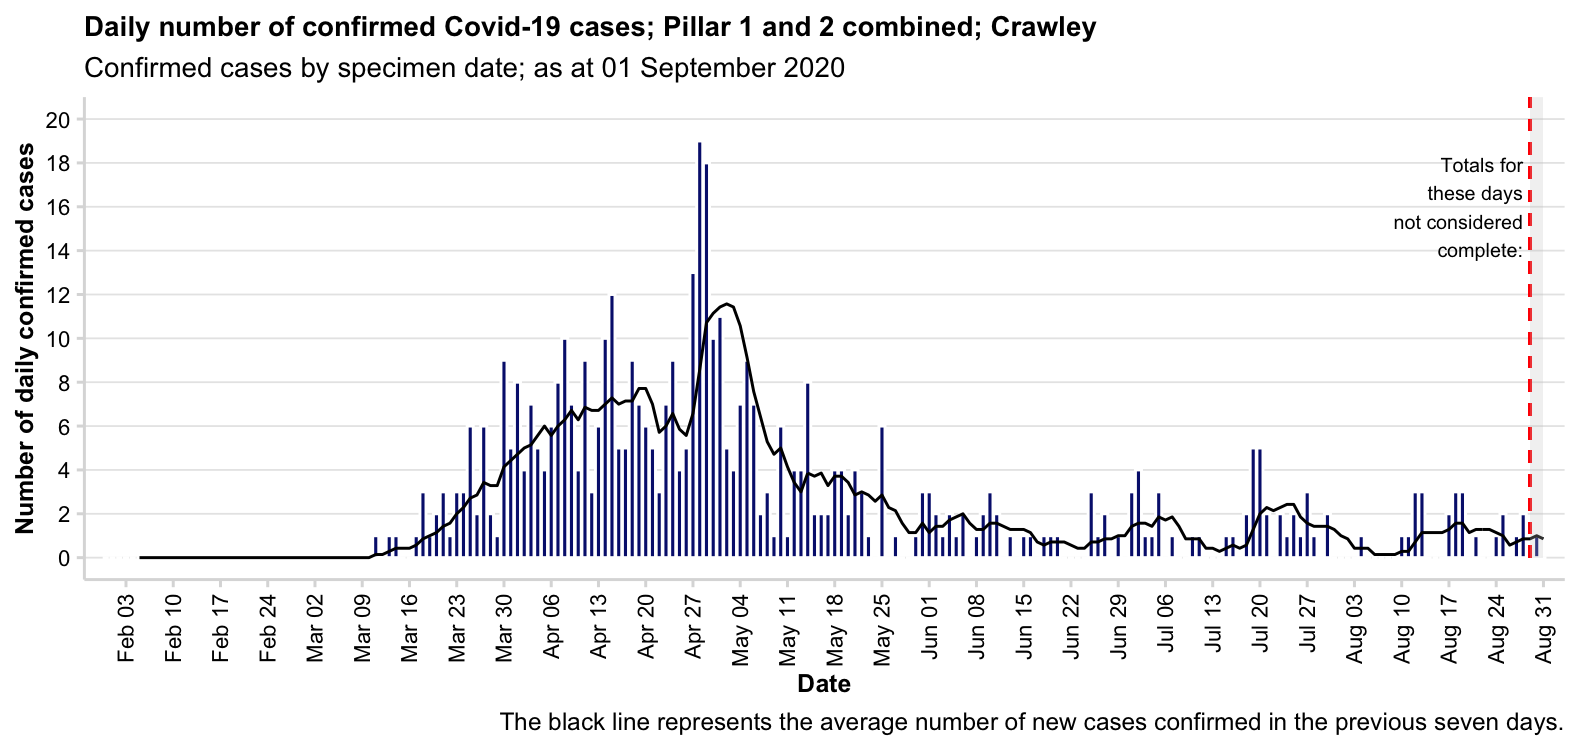 Daily number of confirmed Covid-19 cases; Pillar 1 and 2 combined; Crawley
Confirmed cases by specimen date; as at 01 September 2020
Number of daily confirmed cases
20
18
16
14
12
10
8
6
4
2
0
Totals for
these days
not considered
complete:
Feb 03
Feb 10
Feb 17
Feb 24
Mar 02
Mar 09
Mar 16
Mar 23
Mar 30
Apr 06
Apr 13
Apr 20
Apr 27
May 04
May 11
May 18
May 25
Jun 01
Jun 08
Jun 15
Jun 22
Jun 29
Jul 06
Jul 13
Jul 20
Jul 27
Aug 03
Aug 10
Aug 17
Aug 24
Aug 31
Date
The black line represents the average number of new cases confirmed in the previous seven days.